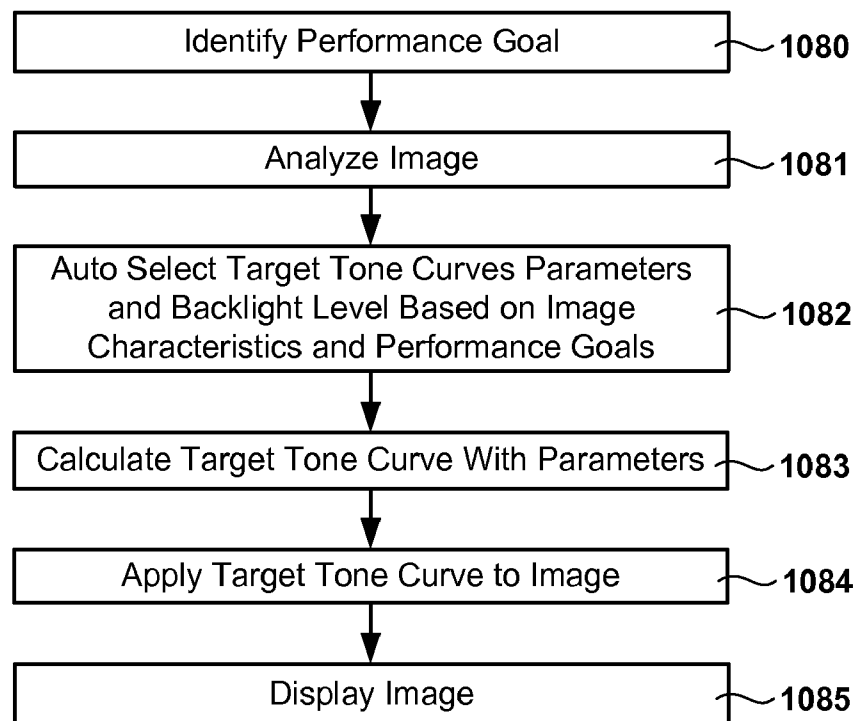 Identify Performance Goal
1080
Analyze Image
1081
Auto Select Target Tone Curves Parameters
and Backlight Level Based on Image
Characteristics and Performance Goals
1082
Calculate Target Tone Curve With Parameters
1083
Apply Target Tone Curve to Image
1084
Display Image
1085